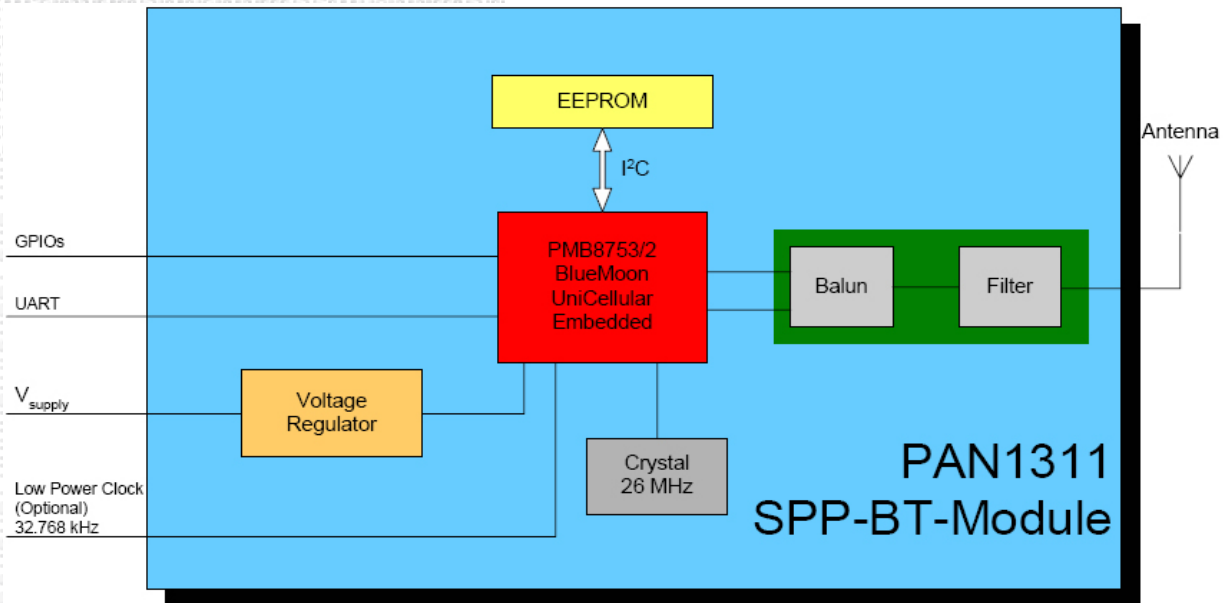 EEPROM
I²C
Antenna
GPIOs
PMB8753/2
BlueMoon
UniCellular
Embedded
Balun
Filter
UART
Vsupply
Voltage
Regulator
Crystal
26 MHz
Low Power Clock
(Optional)
32.768 kHz
PAN1311
SPP-BT-Module